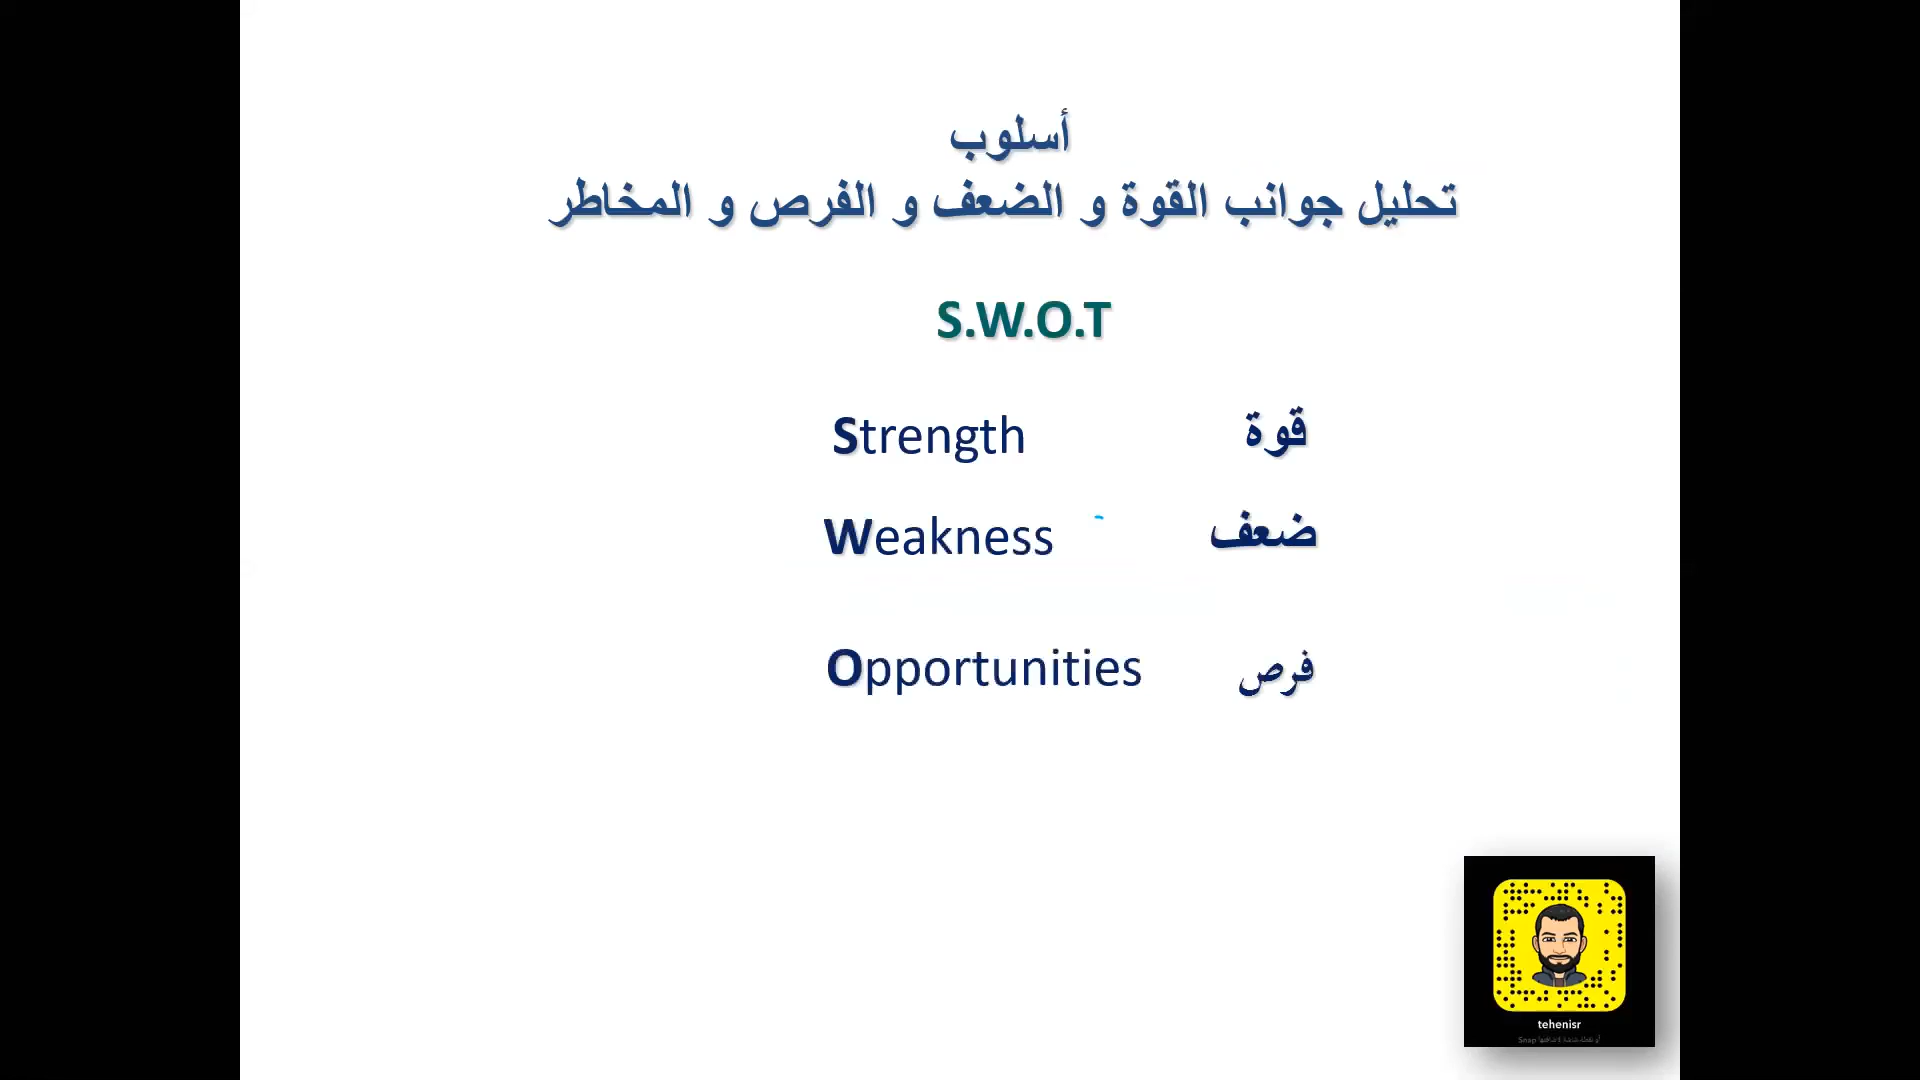 أسلوب
تحليل جوانب القوة و الضعف و الفرص و المخاطر
S.W.O.T
Strength قوة
Weakness ضعف
Opportunities فرص
tehenisr